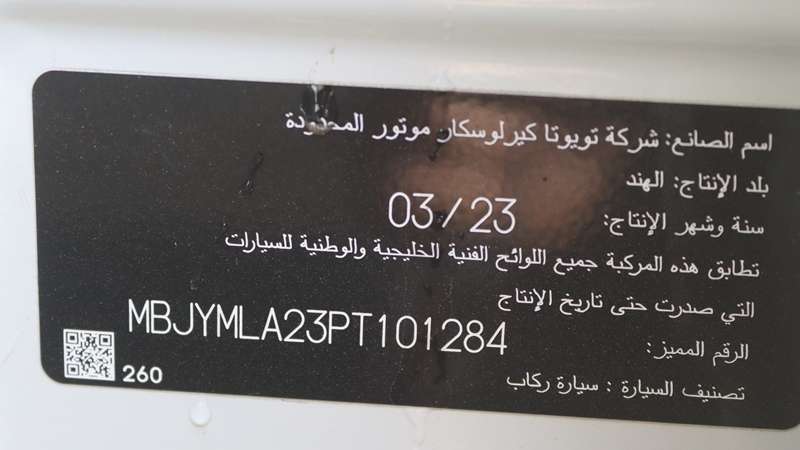 اسم الصانع: شركة تويوتا كيرلوسكار موتور المحدودة
بلد الإنتاج: الهند
سنة وشهر الإنتاج: 03/23
تطابق هذه المركبة جميع اللوائح الفنية الخليجية والوطنية للسيارات
التي صدرت حتى تاريخ الإنتاج
الرقم المميز: MBJYMLA23PT101284
تصنيف السيارة : سيارة ركاب
260